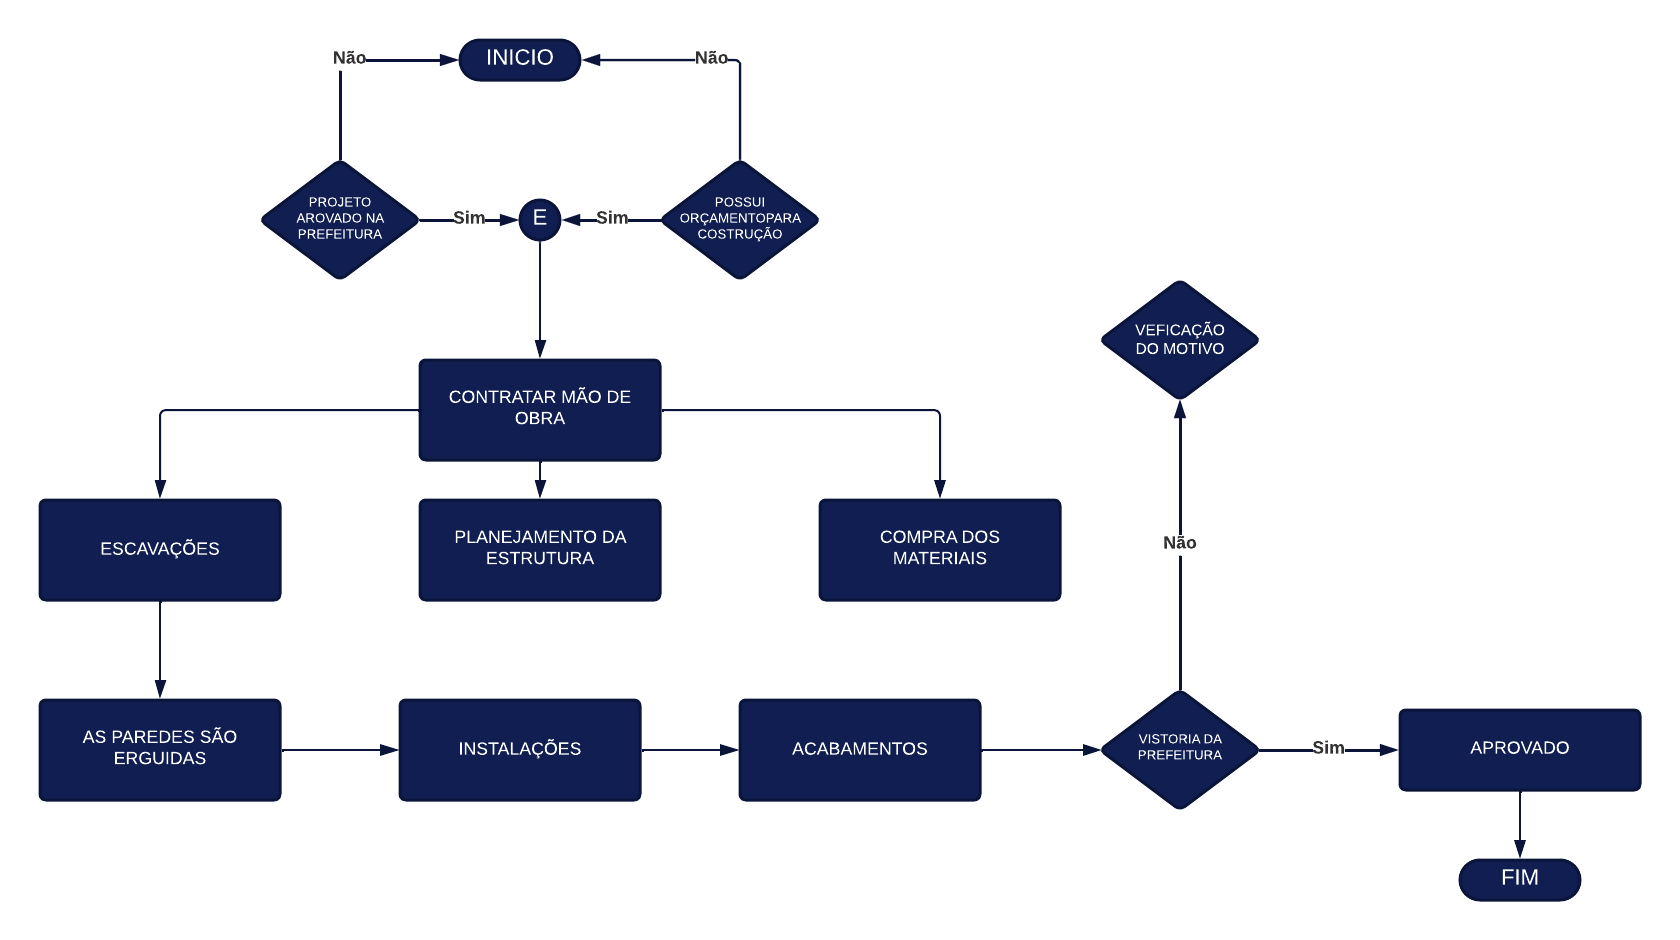 Não
INICIO
Não
PROJETO
AROVADO NA
PREFEITURA
Sim
E
Sim
POSSUI
ORÇAMENTOPARA
COSTRUÇÃO
VEFICAÇÃO
DO MOTIVO
CONTRATAR MÃO DE
OBRA
ESCAVAÇÕES
PLANEJAMENTO DA
ESTRUTURA
COMPRA DOS
MATERIAIS
Não
AS PAREDES SÃO
ERGUIDAS
INSTALAÇÕES
ACABAMENTOS
VISTORIA DA
PREFEITURA
Sim
APROVADO
FIM